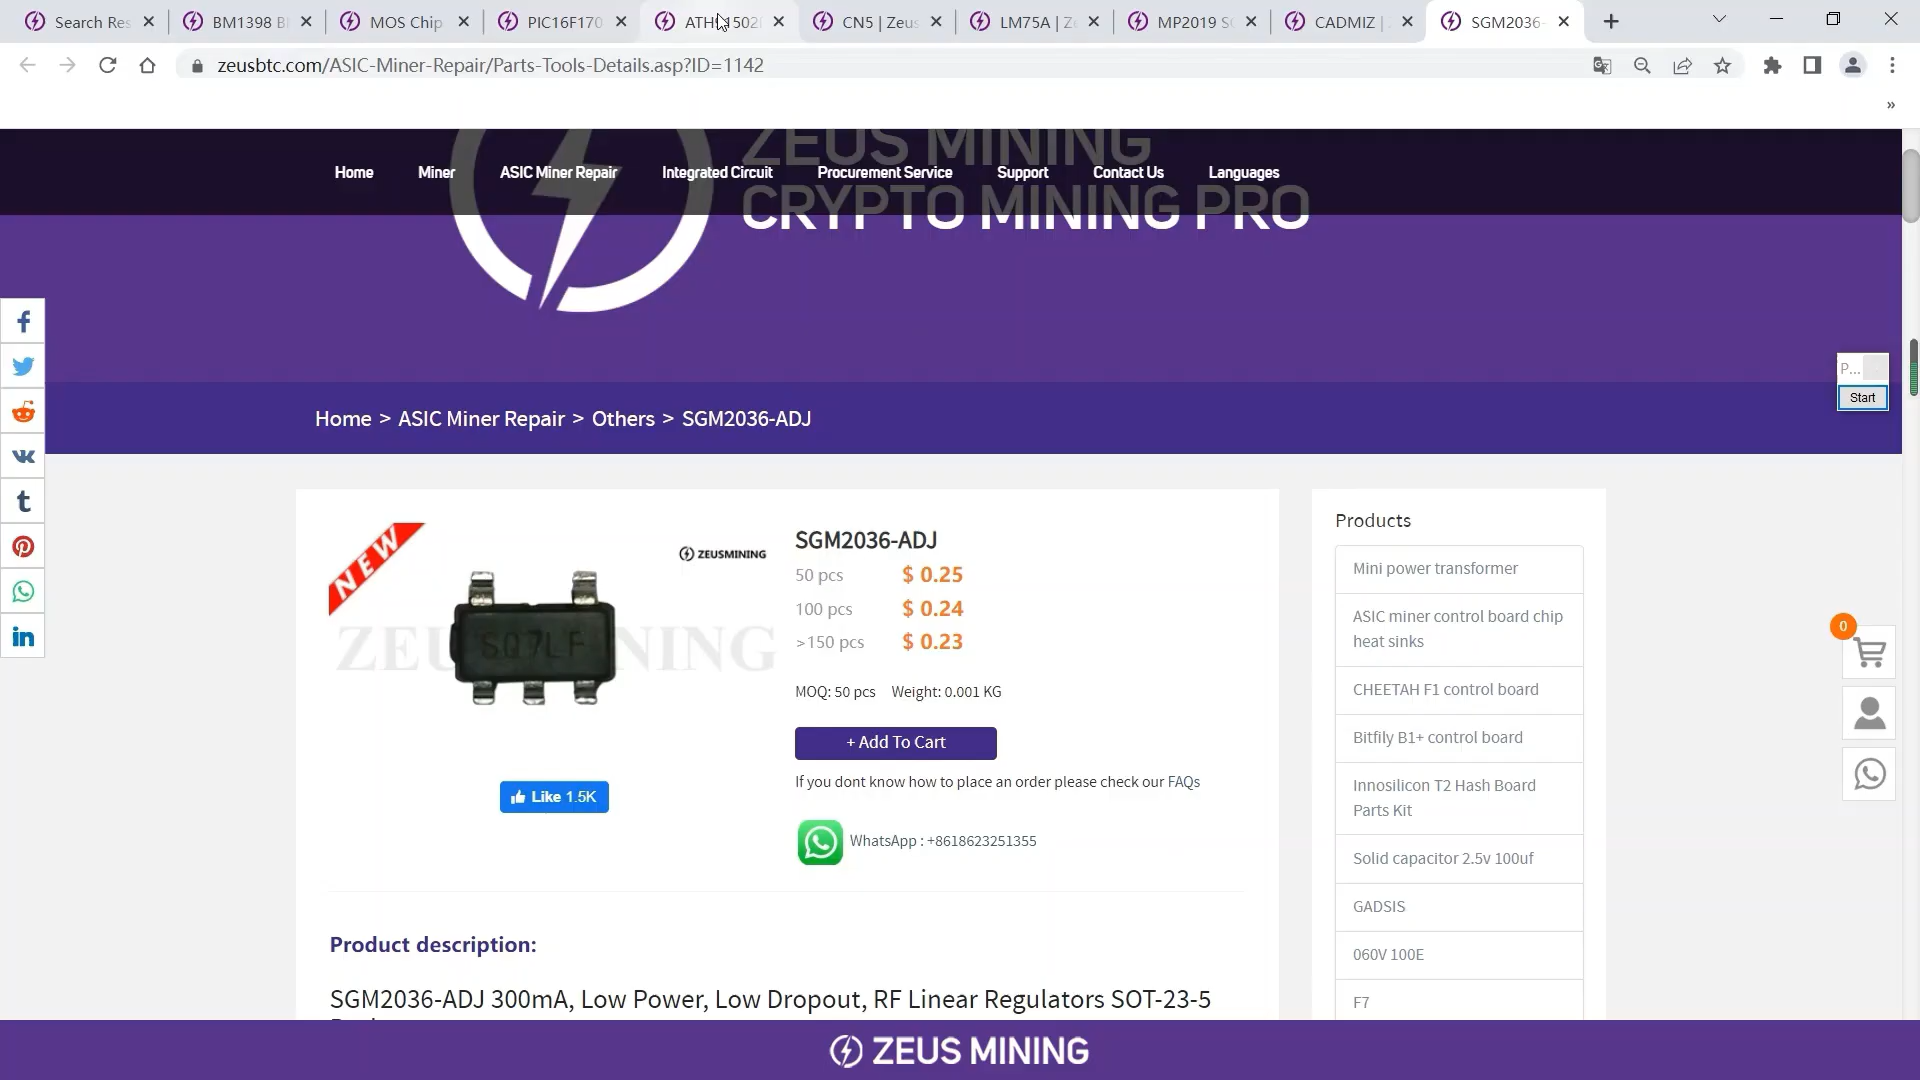 Search Res
BM1398 B
MOS Chip
PIC16F170
CN5 | Zeus
LM75A | Z
MP2019 S
CADMIZ |
SGM2036-
zeusbtc.com/ASIC-Miner-Repair/Parts-Tools-Details.asp?ID=1142
»
ZEUS MINING
Home Miner ASIC Miner Repair Integrated Circuit Procurement Service Support Contact Us Languages
CRYPTO MINING PRO
P...
Start
Home > ASIC Miner Repair > Others > SGM2036-ADJ
NEW
ZEUSMINING
SQ7LF
Like 1.5K
SGM2036-ADJ
50 pcs $ 0.25
100 pcs $ 0.24
>150 pcs $ 0.23
MOQ: 50 pcs Weight: 0.001 KG
+ Add To Cart
If you dont know how to place an order please check our FAQs
WhatsApp : +8618623251355
Product description:
SGM2036-ADJ 300mA, Low Power, Low Dropout, RF Linear Regulators SOT-23-5
Products
Mini power transformer
ASIC miner control board chip
heat sinks
CHEETAH F1 control board
Bitfily B1+ control board
Innosilicon T2 Hash Board
Parts Kit
Solid capacitor 2.5v 100uf
GADSIS
060V 100E
F7
0
ZEUS MINING